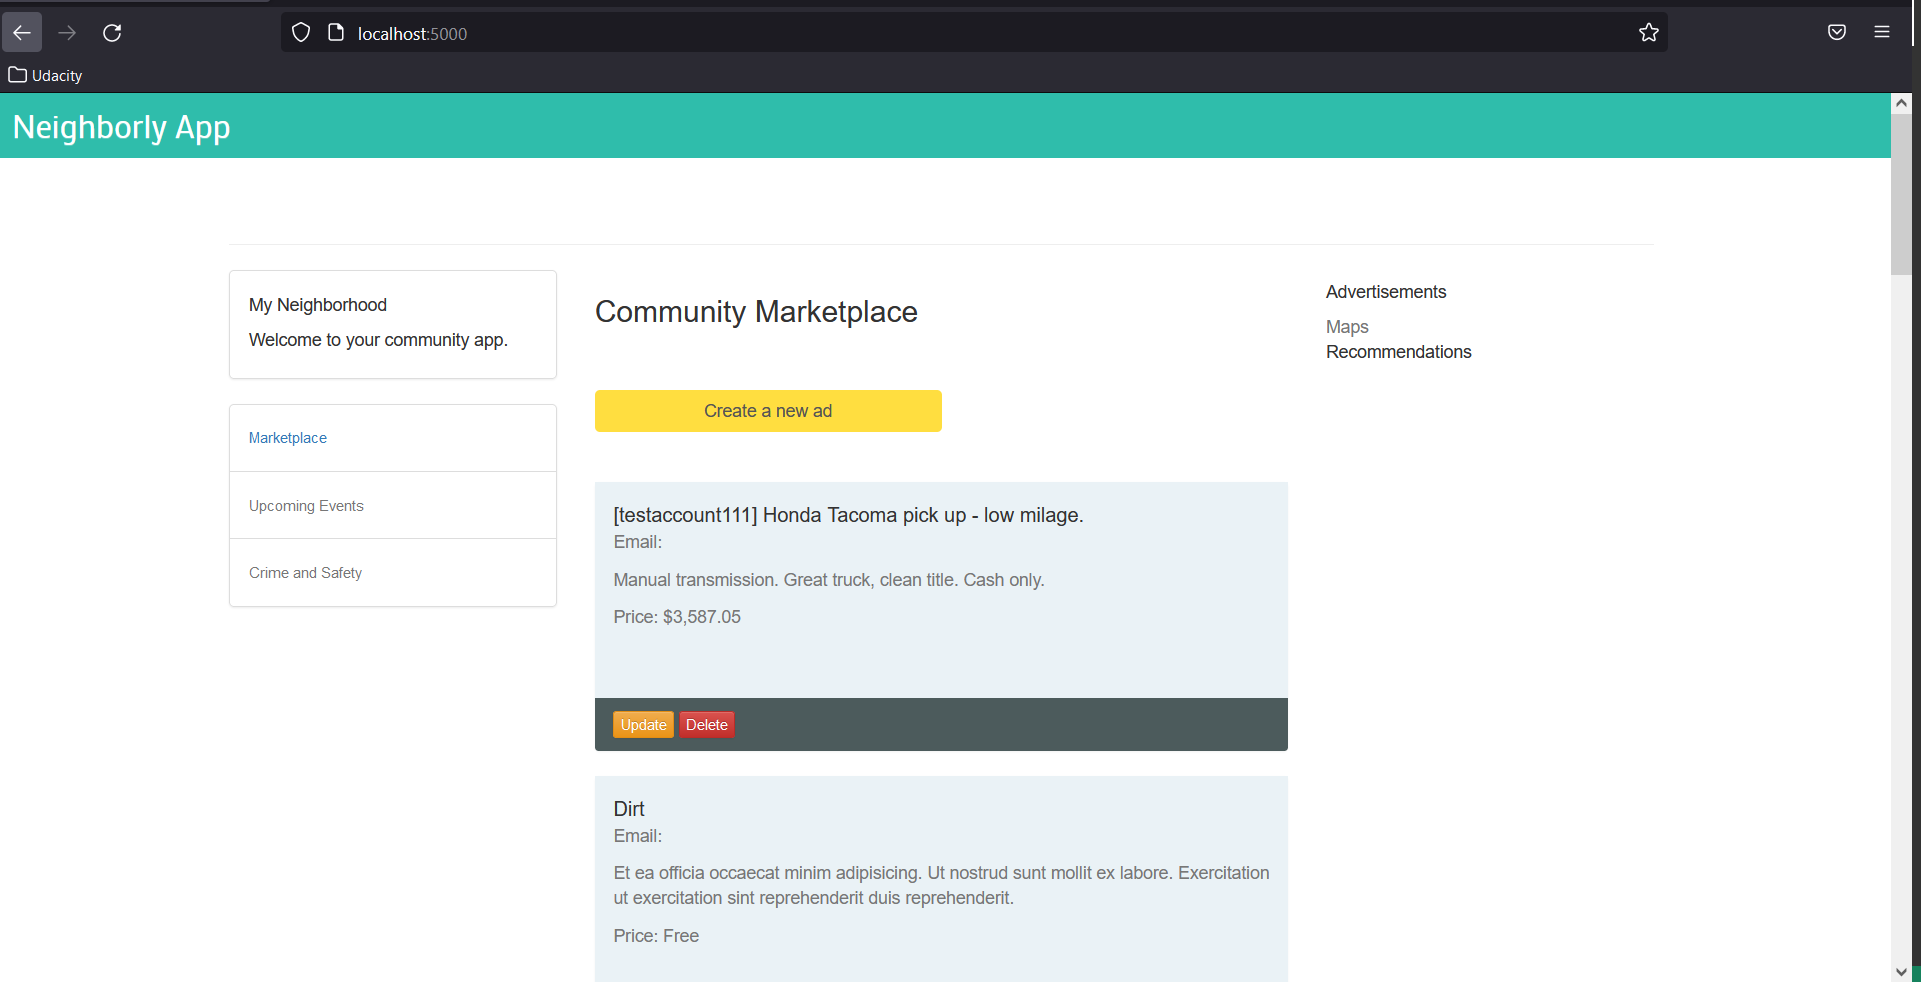 localhost:5000
Udacity
Neighborly App
My Neighborhood
Welcome to your community app.
Marketplace
Upcoming Events
Crime and Safety
Community Marketplace
Create a new ad
[testaccount111] Honda Tacoma pick up - low milage.
Email:
Manual transmission. Great truck, clean title. Cash only.
Price: $3,587.05
Update Delete
Dirt
Email:
Et ea officia occaecat minim adipisicing. Ut nostrud sunt mollit ex labore. Exercitation
ut exercitation sint reprehenderit duis reprehenderit.
Price: Free
Advertisements
Maps
Recommendations